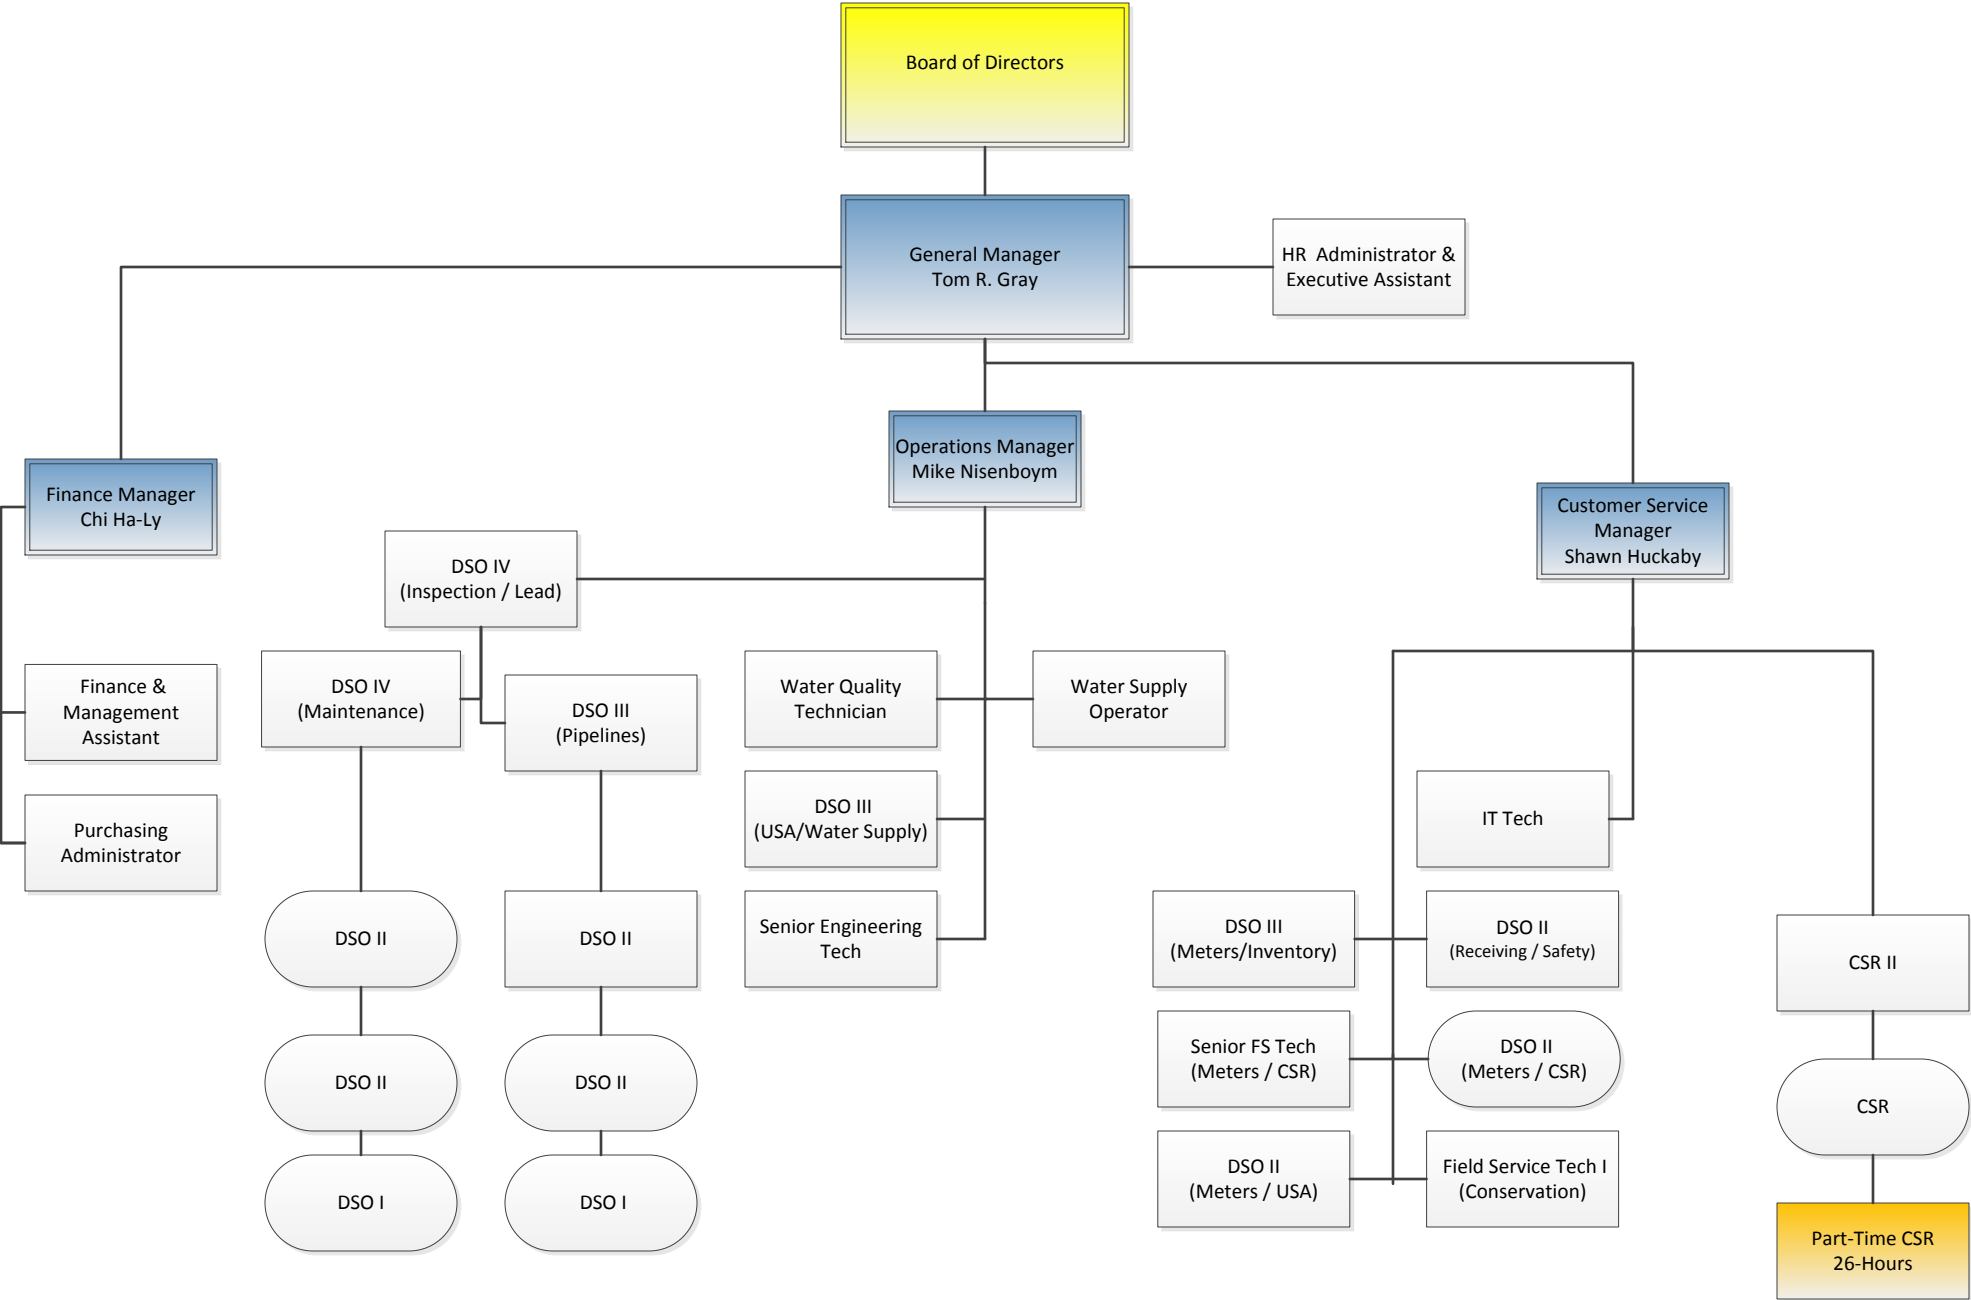 Board of Directors
General Manager
Tom R. Gray
HR  Administrator &
Executive Assistant
Operations Manager
Mike Nisenboym
Finance Manager
Chi Ha-Ly
Customer Service
Manager
Shawn Huckaby
DSO IV
(Inspection / Lead)
Finance &
Management
Assistant
DSO IV
(Maintenance)
DSO III
(Pipelines)
Water Quality
Technician
Water Supply
Operator
Purchasing
Administrator
DSO III
(USA/Water Supply)
IT Tech
DSO II
DSO II
Senior Engineering
Tech
DSO III
(Meters/Inventory)
DSO II
(Receiving / Safety)
CSR II
DSO II
DSO II
Senior FS Tech
(Meters / CSR)
DSO II
(Meters / CSR)
CSR
DSO I
DSO I
DSO II
(Meters / USA)
Field Service Tech I
(Conservation)
Part-Time CSR
26-Hours